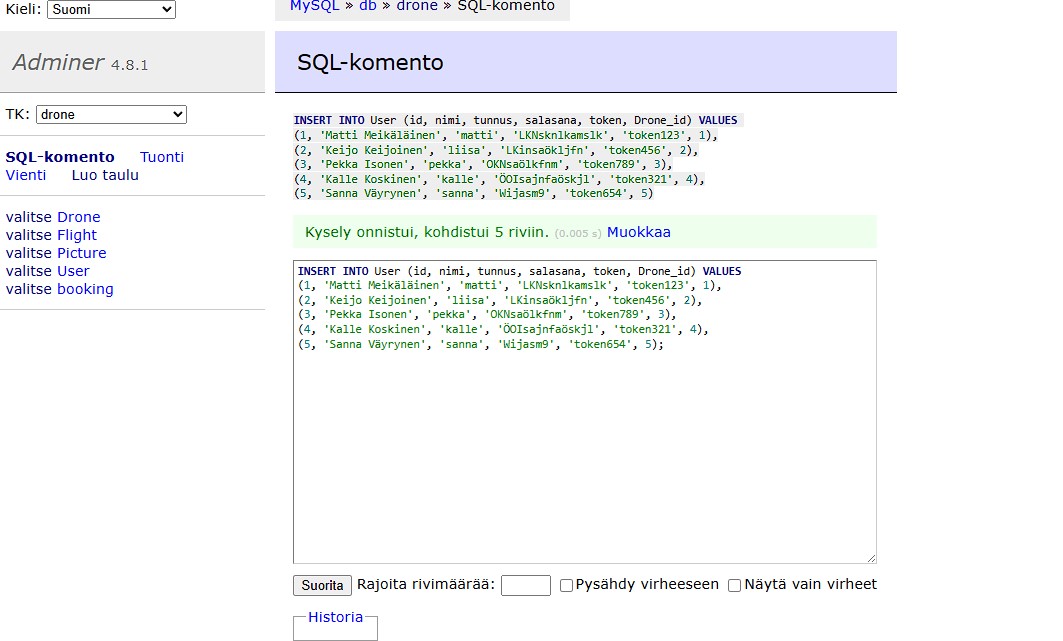 Kieli: Suomi
MySQL » db » drone » SQL-komento
Adminer 4.8.1
SQL-komento
TK: drone
SQL-komento Tuonti
Vienti Luo taulu
valitse Drone
valitse Flight
valitse Picture
valitse User
valitse booking
INSERT INTO User (id, nimi, tunnus, salasana, token, Drone_id) VALUES
(1, 'Matti Meikäläinen', 'matti', 'LKNsknlkamslk', 'token123', 1),
(2, 'Keijo Keijoinen', 'liisa', 'LKinsaökljfn', 'token456', 2),
(3, 'Pekka Isonen', 'pekka', 'OKNsaölkfnm', 'token789', 3),
(4, 'Kalle Koskinen', 'kalle', 'ÖOIsajnfaöskjl', 'token321', 4),
(5, 'Sanna Väyrynen', 'sanna', 'Wijasm9', 'token654', 5)
Kysely onnistui, kohdistui 5 riviin. (0.005 s) Muokkaa
INSERT INTO User (id, nimi, tunnus, salasana, token, Drone_id) VALUES
(1, 'Matti Meikäläinen', 'matti', 'LKNsknlkamslk', 'token123', 1),
(2, 'Keijo Keijoinen', 'liisa', 'LKinsaökljfn', 'token456', 2),
(3, 'Pekka Isonen', 'pekka', 'OKNsaölkfnm', 'token789', 3),
(4, 'Kalle Koskinen', 'kalle', 'ÖOIsajnfaöskjl', 'token321', 4),
(5, 'Sanna Väyrynen', 'sanna', 'Wijasm9', 'token654', 5);
Suorita Rajoita rivimäärää: Pysähdy virheeseen Näytä vain virheet
Historia